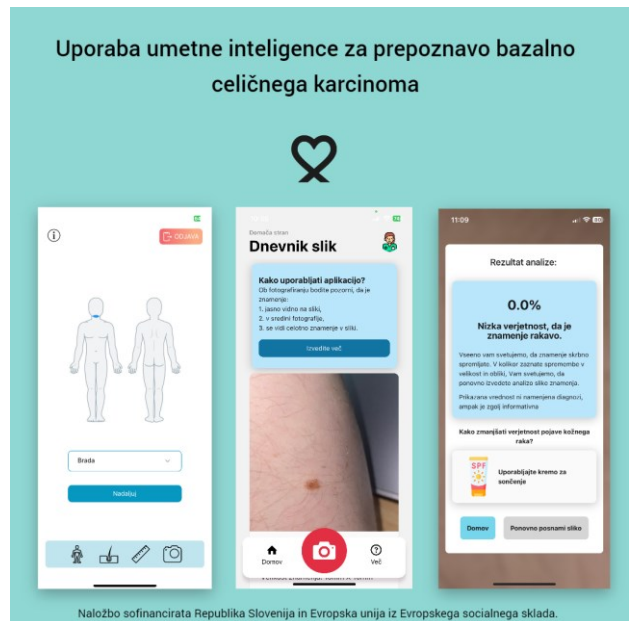 Uporaba umetne inteligence za prepoznavo bazalno
celičnega karcinoma
ODJAVA
Brada
Nadaljuj
Domača stran
Dnevnik slik
Kako uporabljati aplikacijo?
Ob fotografiranju bodite pozorni, da je
znamenje:
1. jasno vidno na sliki,
2. v sredini fotografije,
3. se vidi celotno znamenje v sliki.
Izvedite več
Domov
Več
11:09
Rezultat analize:
0.0%
Nizka verjetnost, da je
znamenje rakavo.
Vseeno vam svetujemo, da znamenje skrbno
spremljate. V kolikor zaznate spremembe v
velikost in obliki, Vam svetujemo, da
ponovno izvedete analizo slike znamenja.
Prikazana vrednost ni namenjena diagnozi,
ampak je zgolj informativna
Kako zmanjšati verjetnost pojave kožnega
raka?
SPF
Uporabljajte kremo za
sončenje
Domov
Ponovno posnami sliko
Naložbo sofinancirata Republika Slovenija in Evropska unija iz Evropskega socialnega sklada.